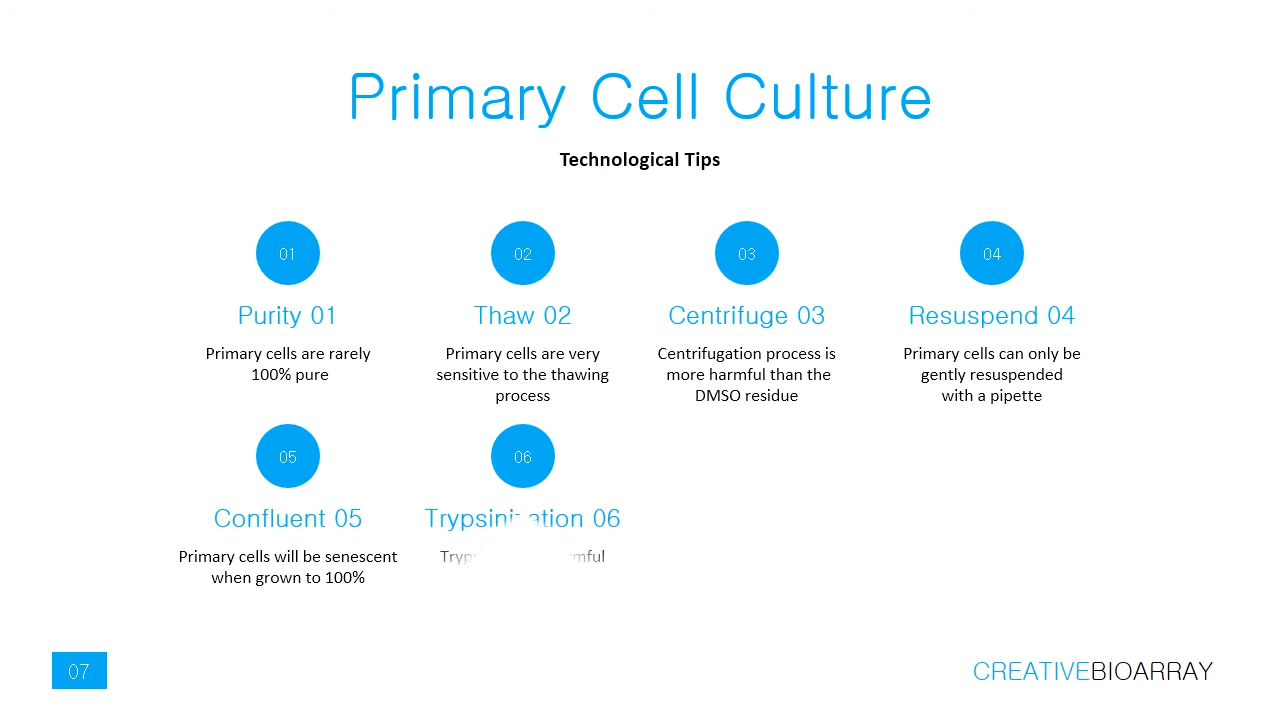 Primary Cell Culture
Technological Tips
01
02
03
04
Purity 01
Thaw 02
Centrifuge 03
Resuspend 04
Primary cells are rarely
100% pure
Primary cells are very
sensitive to the thawing
process
Centrifugation process is
more harmful than the
DMSO residue
Primary cells can only be
gently resuspended
with a pipette
05
06
Confluent 05
Trypsinization 06
Primary cells will be senescent
when grown to 100%
07
CREATIVEBIOARRAY